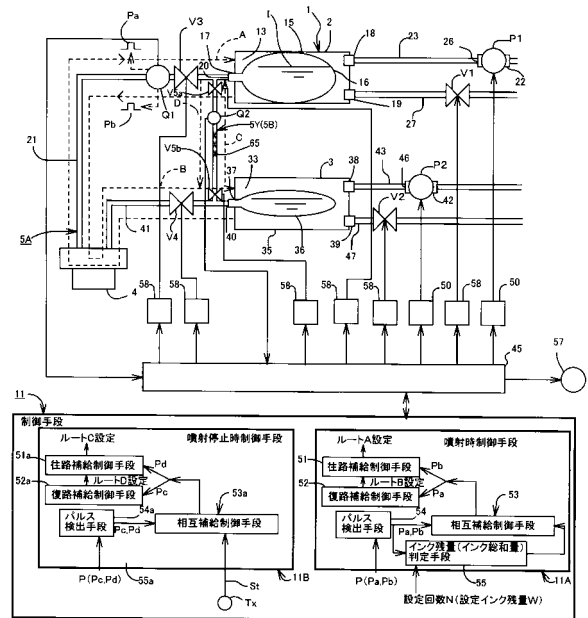 Pa
V3
A
17
13
15
1
I
2
18
23
26
P1
20
V5a
D
Q1
Q2
16
19
22
27
V1
Pb
5Y(5B)
C
65
21
V5b
33
3
38
43
46
P2
B
37
5A
V4
41
40
35
36
39
47
V2
42
4
58
58
58
58
58
50
58
50
45
57
11
制御手段
ルートC設定
噴射停止時制御手段
51a
往路補給制御手段
Pd
ルートD設定
52a
復路補給制御手段
Pc
54a
53a
パルス検出手段
Pc,Pd
相互補給制御手段
P(Pc,Pd)
55a
St
11B
Tx
ルートA設定
噴射時制御手段
51
往路補給制御手段
Pb
ルートB設定
52
復路補給制御手段
Pa
54
53
パルス検出手段
Pa,Pb
相互補給制御手段
インク残量(インク総和量)判定手段
55
P(Pa,Pb)
11A
設定回数N(設定インク残量W)